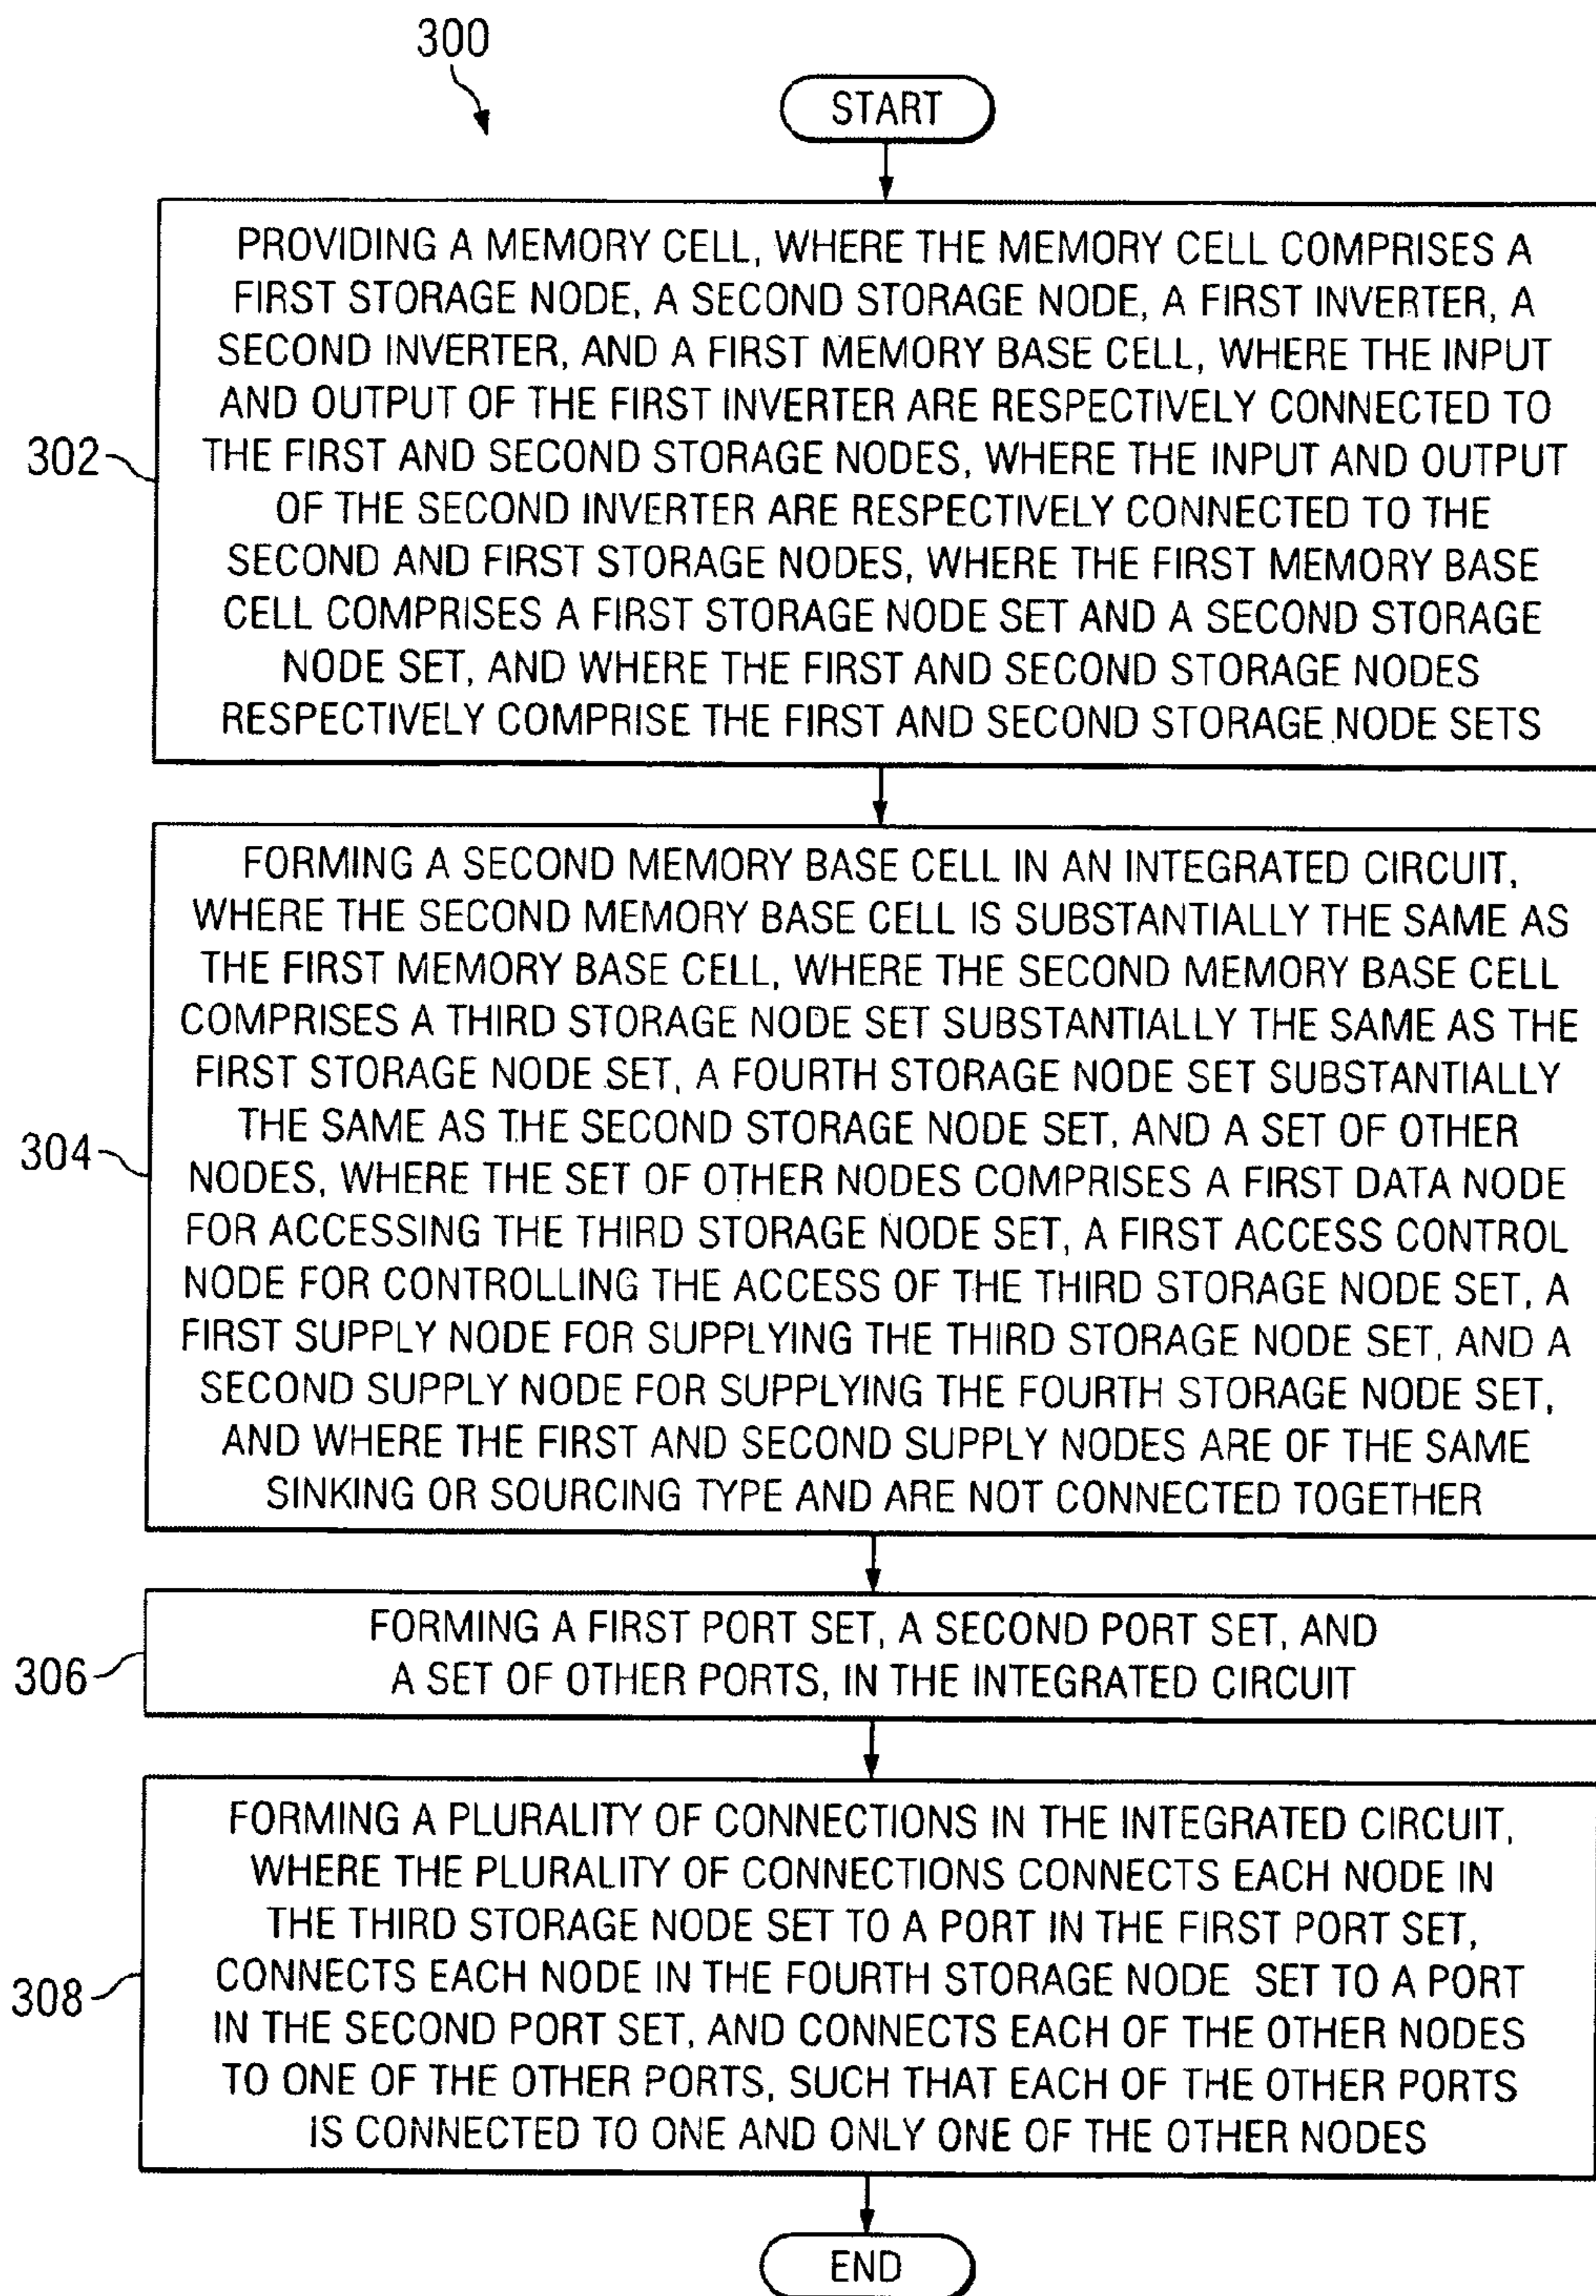 300
START
PROVIDING A MEMORY CELL, WHERE THE MEMORY CELL COMPRISES A
FIRST STORAGE NODE, A SECOND STORAGE NODE, A FIRST INVERTER, A
SECOND INVERTER, AND A FIRST MEMORY BASE CELL, WHERE THE INPUT
AND OUTPUT OF THE FIRST INVERTER ARE RESPECTIVELY CONNECTED TO
302
THE FIRST AND SECOND STORAGE NODES, WHERE THE INPUT AND OUTPUT
OF THE SECOND INVERTER ARE RESPECTIVELY CONNECTED TO THE
SECOND AND FIRST STORAGE NODES, WHERE THE FIRST MEMORY BASE
CELL COMPRISES A FIRST STORAGE NODE SET AND A SECOND STORAGE
NODE SET, AND WHERE THE FIRST AND SECOND STORAGE NODES
RESPECTIVELY COMPRISE THE FIRST AND SECOND STORAGE NODE SETS
FORMING A SECOND MEMORY BASE CELL IN AN INTEGRATED CIRCUIT,
WHERE THE SECOND MEMORY BASE CELL IS SUBSTANTIALLY THE SAME AS
THE FIRST MEMORY BASE CELL, WHERE THE SECOND MEMORY BASE CELL
COMPRISES A THIRD STORAGE NODE SET SUBSTANTIALLY THE SAME AS THE
FIRST STORAGE NODE SET, A FOURTH STORAGE NODE SET SUBSTANTIALLY
THE SAME AS THE SECOND STORAGE NODE SET, AND A SET OF OTHER
304
NODES, WHERE THE SET OF OTHER NODES COMPRISES A FIRST DATA NODE
FOR ACCESSING THE THIRD STORAGE NODE SET, A FIRST ACCESS CONTROL
NODE FOR CONTROLLING THE ACCESS OF THE THIRD STORAGE NODE SET, A
FIRST SUPPLY NODE FOR SUPPLYING THE THIRD STORAGE NODE SET, AND A
SECOND SUPPLY NODE FOR SUPPLYING THE FOURTH STORAGE NODE SET,
AND WHERE THE FIRST AND SECOND SUPPLY NODES ARE OF THE SAME
SINKING OR SOURCING TYPE AND ARE NOT CONNECTED TOGETHER
FORMING A FIRST PORT SET, A SECOND PORT SET, AND
A SET OF OTHER PORTS, IN THE INTEGRATED CIRCUIT
306
FORMING A PLURALITY OF CONNECTIONS IN THE INTEGRATED CIRCUIT,
WHERE THE PLURALITY OF CONNECTIONS CONNECTS EACH NODE IN
THE THIRD STORAGE NODE SET TO A PORT IN THE FIRST PORT SET,
CONNECTS EACH NODE IN THE FOURTH STORAGE NODE SET TO A PORT
308
IN THE SECOND PORT SET, AND CONNECTS EACH OF THE OTHER NODES
TO ONE OF THE OTHER PORTS, SUCH THAT EACH OF THE OTHER PORTS
IS CONNECTED TO ONE AND ONLY ONE OF THE OTHER NODES
END